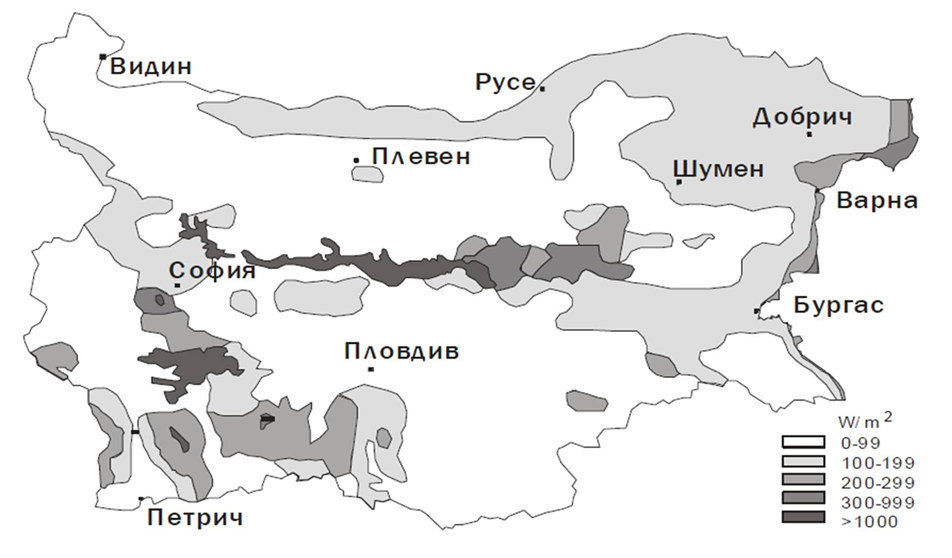 Видин
Русе
Добрич
Плевен
Шумен
Варна
София
Бургас
Пловдив
W/m²
0-99
100-199
200-299
300-999
>1000
Петрич